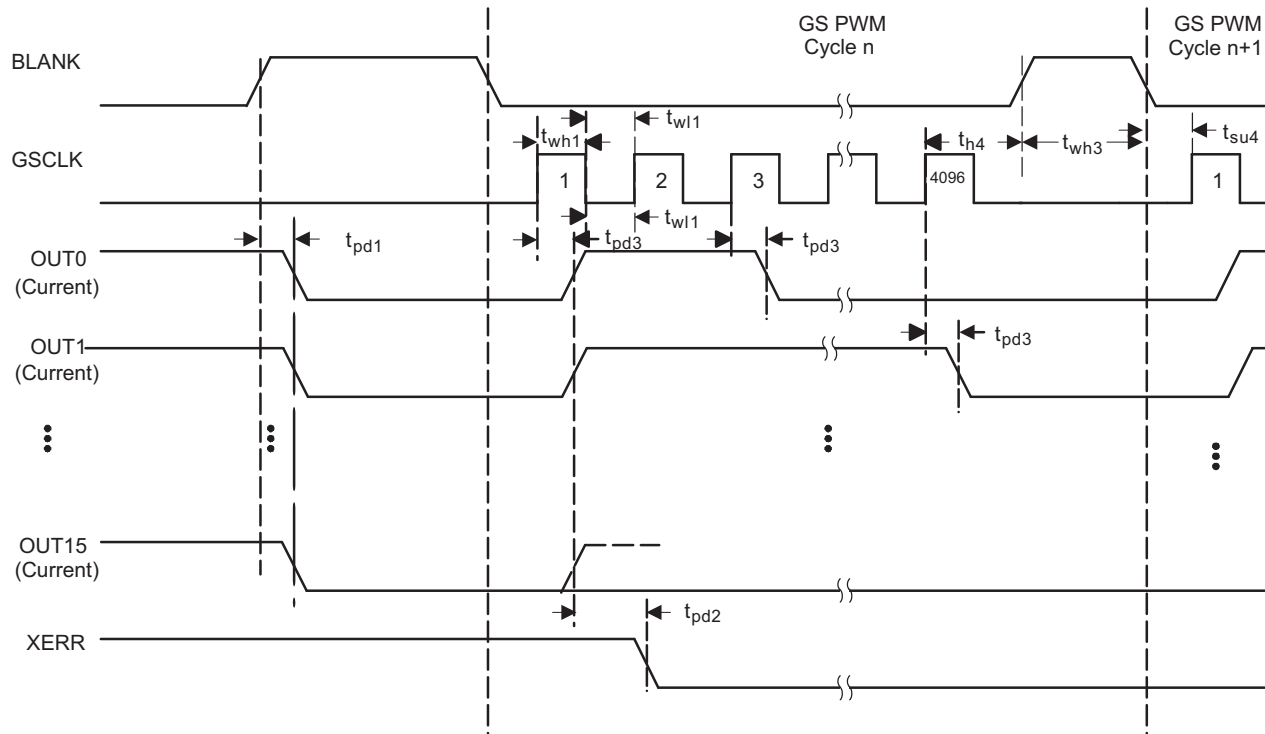 GS PWM
Cycle n
GS PWM
Cycle n+1
BLANK
twh1
twl1
th4
twh3
tsu4
GSCLK
1
2
3
4096
1
twl1
tpd1
tpd3
tpd3
OUT0
(Current)
tpd3
OUT1
(Current)
OUT15
(Current)
tpd2
XERR